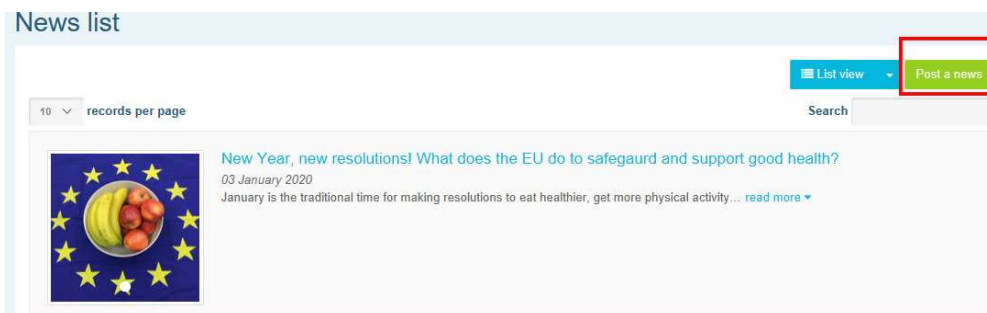 News list
List view
Post a news
10 records per page
Search
New Year, new resolutions! What does the EU do to safegaurd and support good health?
03 January 2020
January is the traditional time for making resolutions to eat healthier, get more physical activity... read more